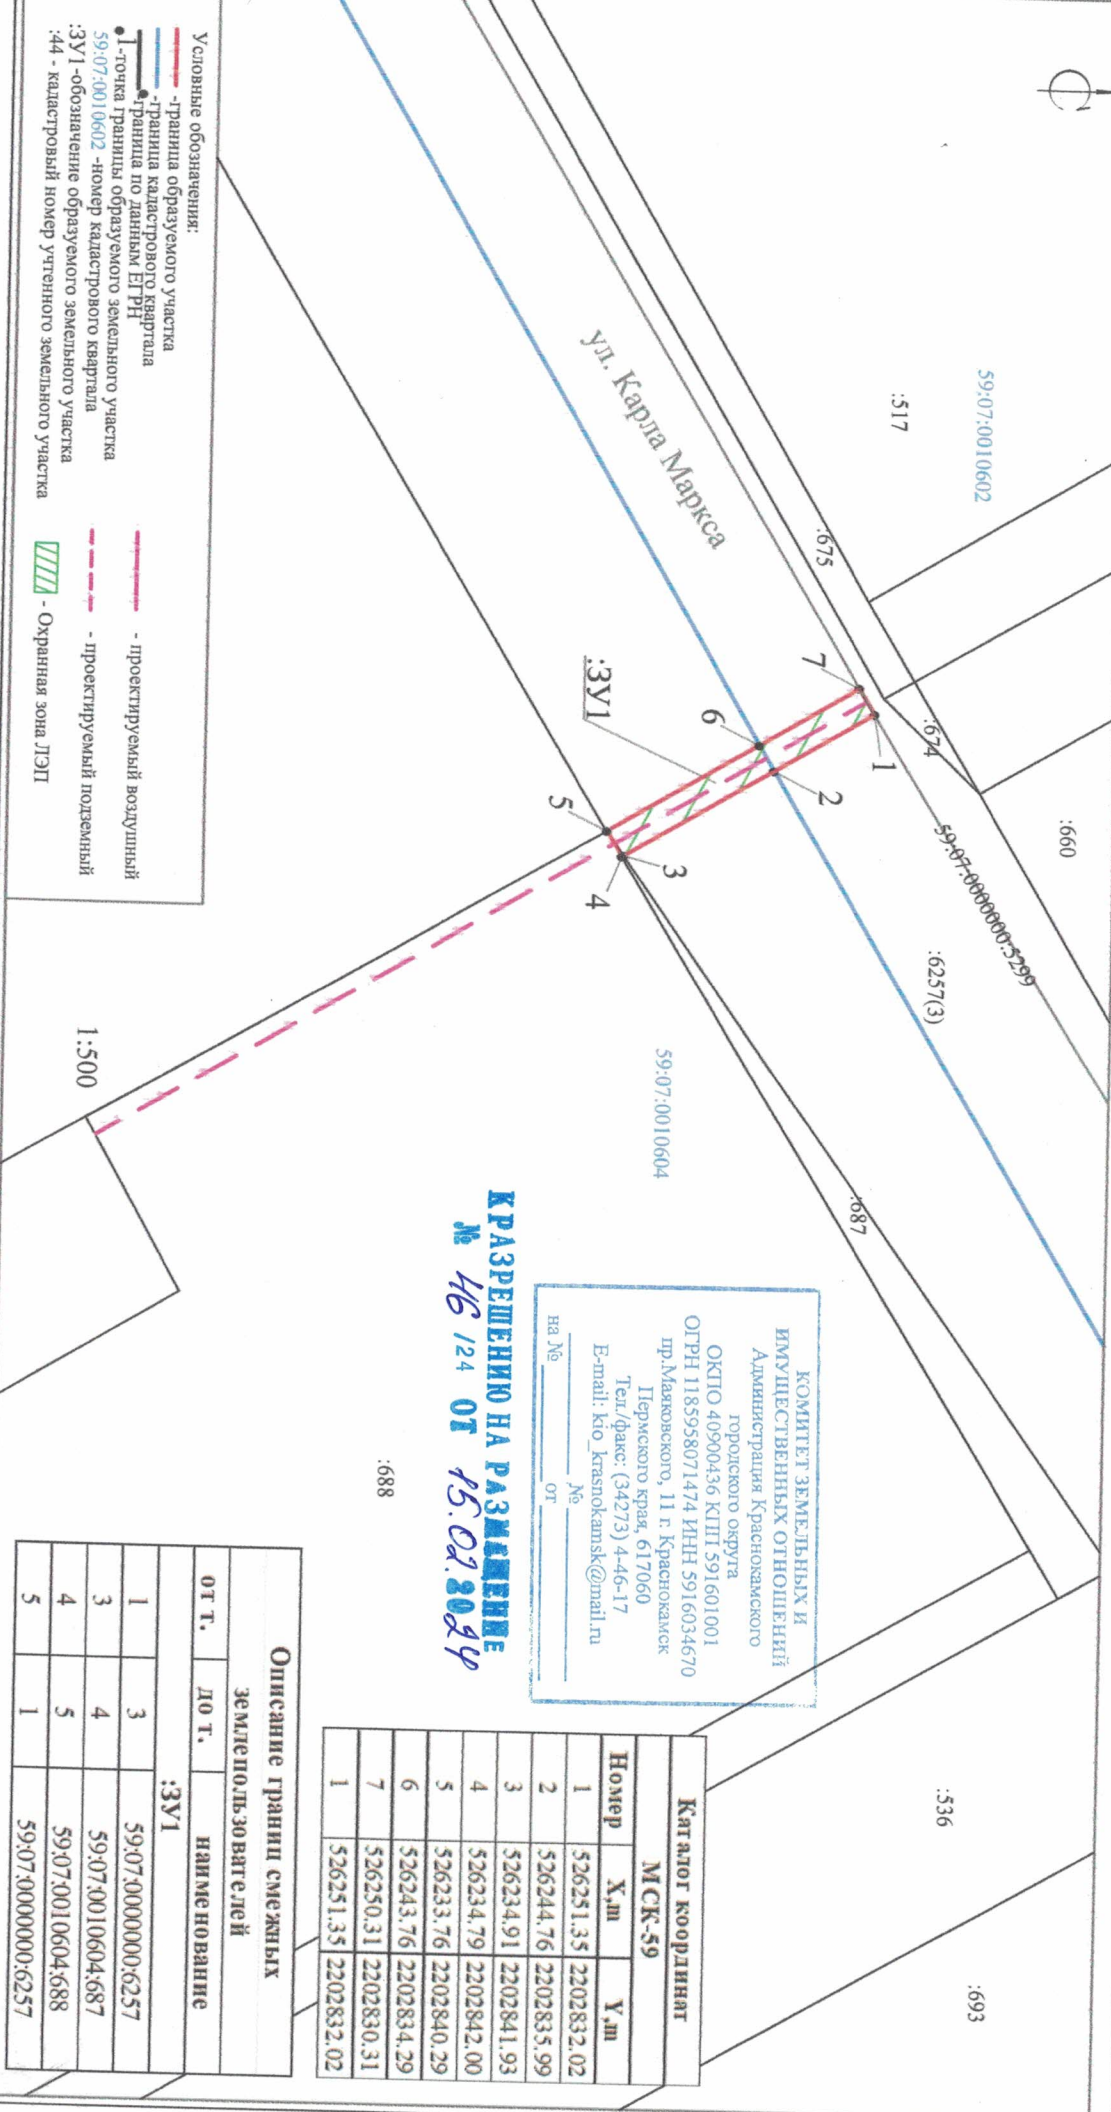 59:07:0010602
:517
:675
:674
:660
59:07:0000000:5299
:6257(3)
ул. Карла Маркса
7
1
6
2
:ЗУ1
5
3
4
59:07:0010604
:687
:688
:536
:693
1:500
КОМИТЕТ ЗЕМЕЛЬНЫХ И
ИМУЩЕСТВЕННЫХ ОТНОШЕНИЙ
Администрация Краснокамского
городского округа
ОКПО 40900436 КПП 591601001
ОГРН 1185958071474 ИНН 5916034670
пр.Маяковского, 11 г. Краснокамск
Пермского края, 617060
Тел./факс: (34273) 4-46-17
E-mail: kio_krasnokamsk@mail.ru
№
на № от
К РАЗРЕШЕНИЮ НА РАЗМЕЩЕНИЕ
№ 46 /24 ОТ 15.02.2024
Каталог координат
МСК-59
Номер X,m Y,m
1 526251.35 2202832.02
2 526244.76 2202835.99
3 526234.91 2202841.93
4 526234.79 2202842.00
5 526233.76 2202840.29
6 526243.76 2202834.29
7 526250.31 2202830.31
1 526251.35 2202832.02
Описание границ смежных
землепользователей
от т. до т. наименование
:ЗУ1
1 3 59:07:0000000:6257
3 4 59:07:0010604:687
4 5 59:07:0010604:688
5 1 59:07:0000000:6257
Условные обозначения:
-граница образуемого участка
-граница кадастрового квартала
-граница по данным ЕГРН
1-точка границы образуемого земельного участка
59:07:0010602 -номер кадастрового квартала
:ЗУ1-обозначение образуемого земельного участка
:44 - кадастровый номер учтенного земельного участка
- проектируемый воздушный
- проектируемый подземный
- Охранная зона ЛЭП